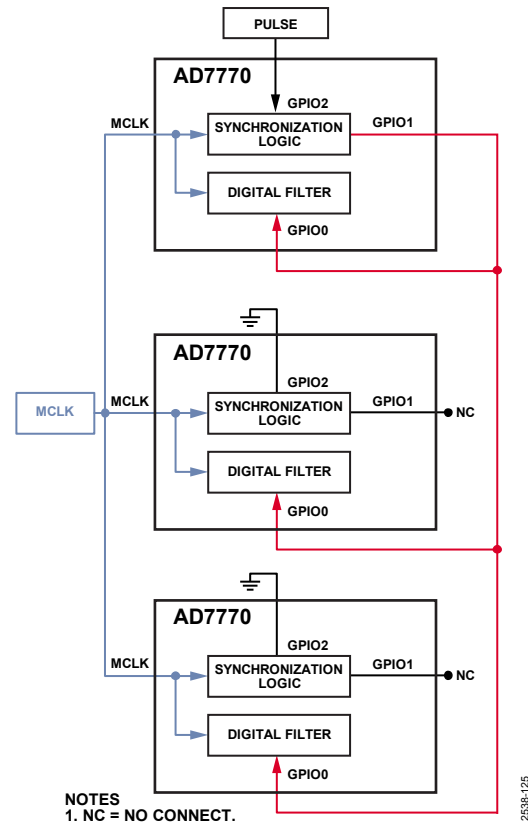 PULSE
AD7770
GPIO2
MCLK
SYNCHRONIZATION
LOGIC
GPIO1
DIGITAL FILTER
GPIO0
AD7770
GPIO2
MCLK
MCLK
SYNCHRONIZATION
LOGIC
GPIO1
NC
DIGITAL FILTER
GPIO0
AD7770
GPIO2
MCLK
SYNCHRONIZATION
LOGIC
GPIO1
NC
DIGITAL FILTER
GPIO0
NOTES
1. NC = NO CONNECT.
2538-125